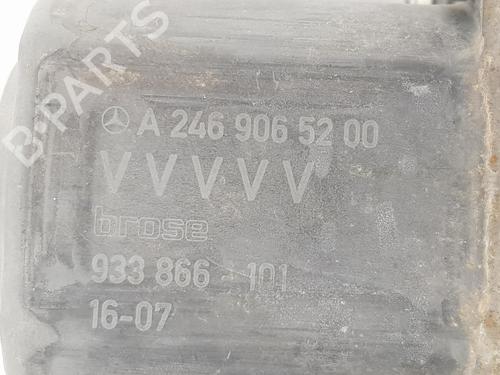 B-PARTS
A 246 906 52 00
VVVVV
brose
933 866-101
16-07